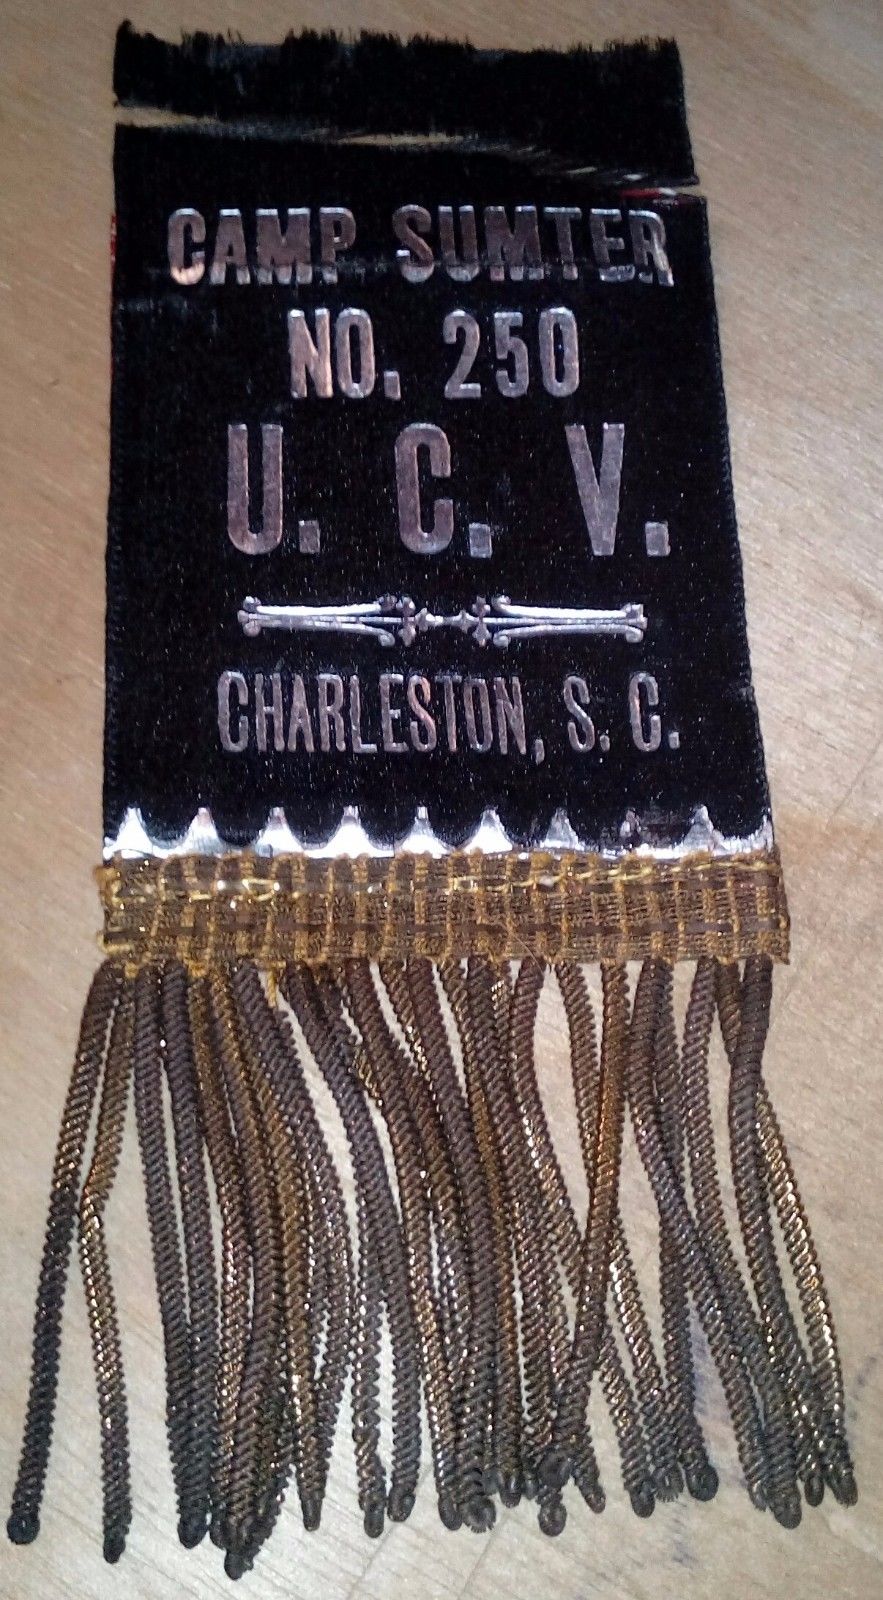 CAMP SUMTER
NO. 250
U. C. V.
CHARLESTON, S. C.